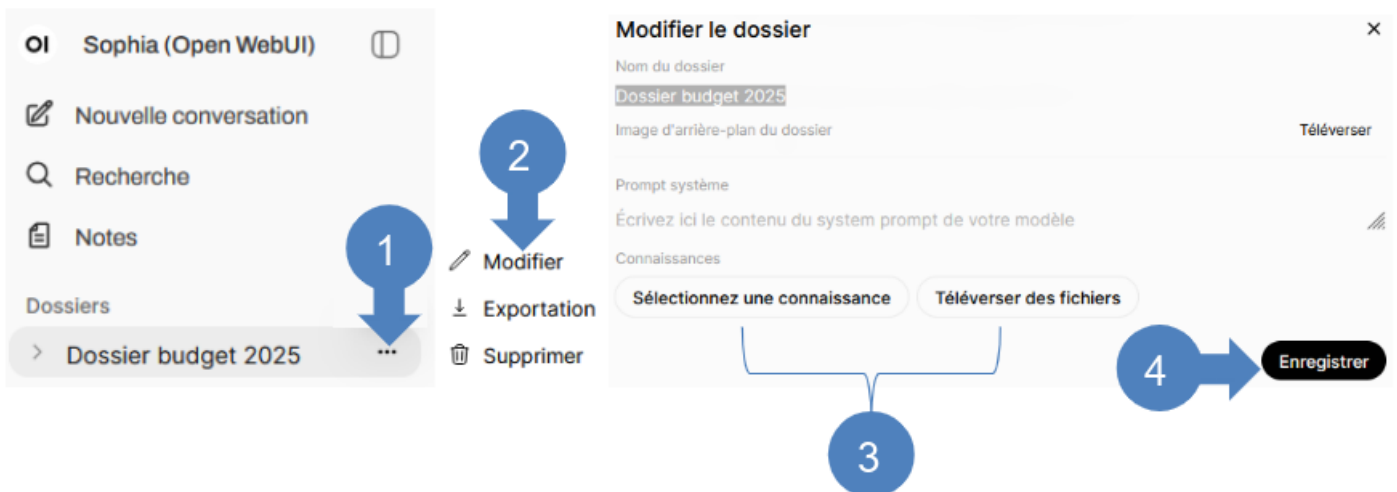 OI Sophia (Open WebUI)
Nouvelle conversation
Recherche
Notes
Dossiers
Dossier budget 2025 ...
1
2
Modifier
Exportation
Supprimer
Modifier le dossier
Nom du dossier
Dossier budget 2025
Image d'arrière-plan du dossier Téléverser
Prompt système
Écrivez ici le contenu du system prompt de votre modèle
Connaissances
Sélectionnez une connaissance Téléverser des fichiers
3
4
Enregistrer